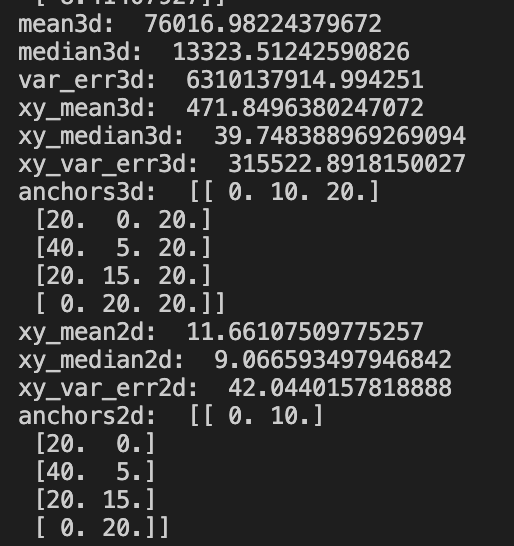 mean3d:  76016.98224379672
median3d:  13323.51242590826
var_err3d:  6310137914.994251
xy_mean3d:  471.8496380247072
xy_median3d:  39.748388969269094
xy_var_err3d:  315522.8918150027
anchors3d:  [[ 0. 10. 20.]
 [20.  0. 20.]
 [40.  5. 20.]
 [20. 15. 20.]
 [ 0. 20. 20.]]
xy_mean2d:  11.66107509775257
xy_median2d:  9.066593497946842
xy_var_err2d:  42.0440157818888
anchors2d:  [[ 0. 10.]
 [20.  0.]
 [40.  5.]
 [20. 15.]
 [ 0. 20.]]